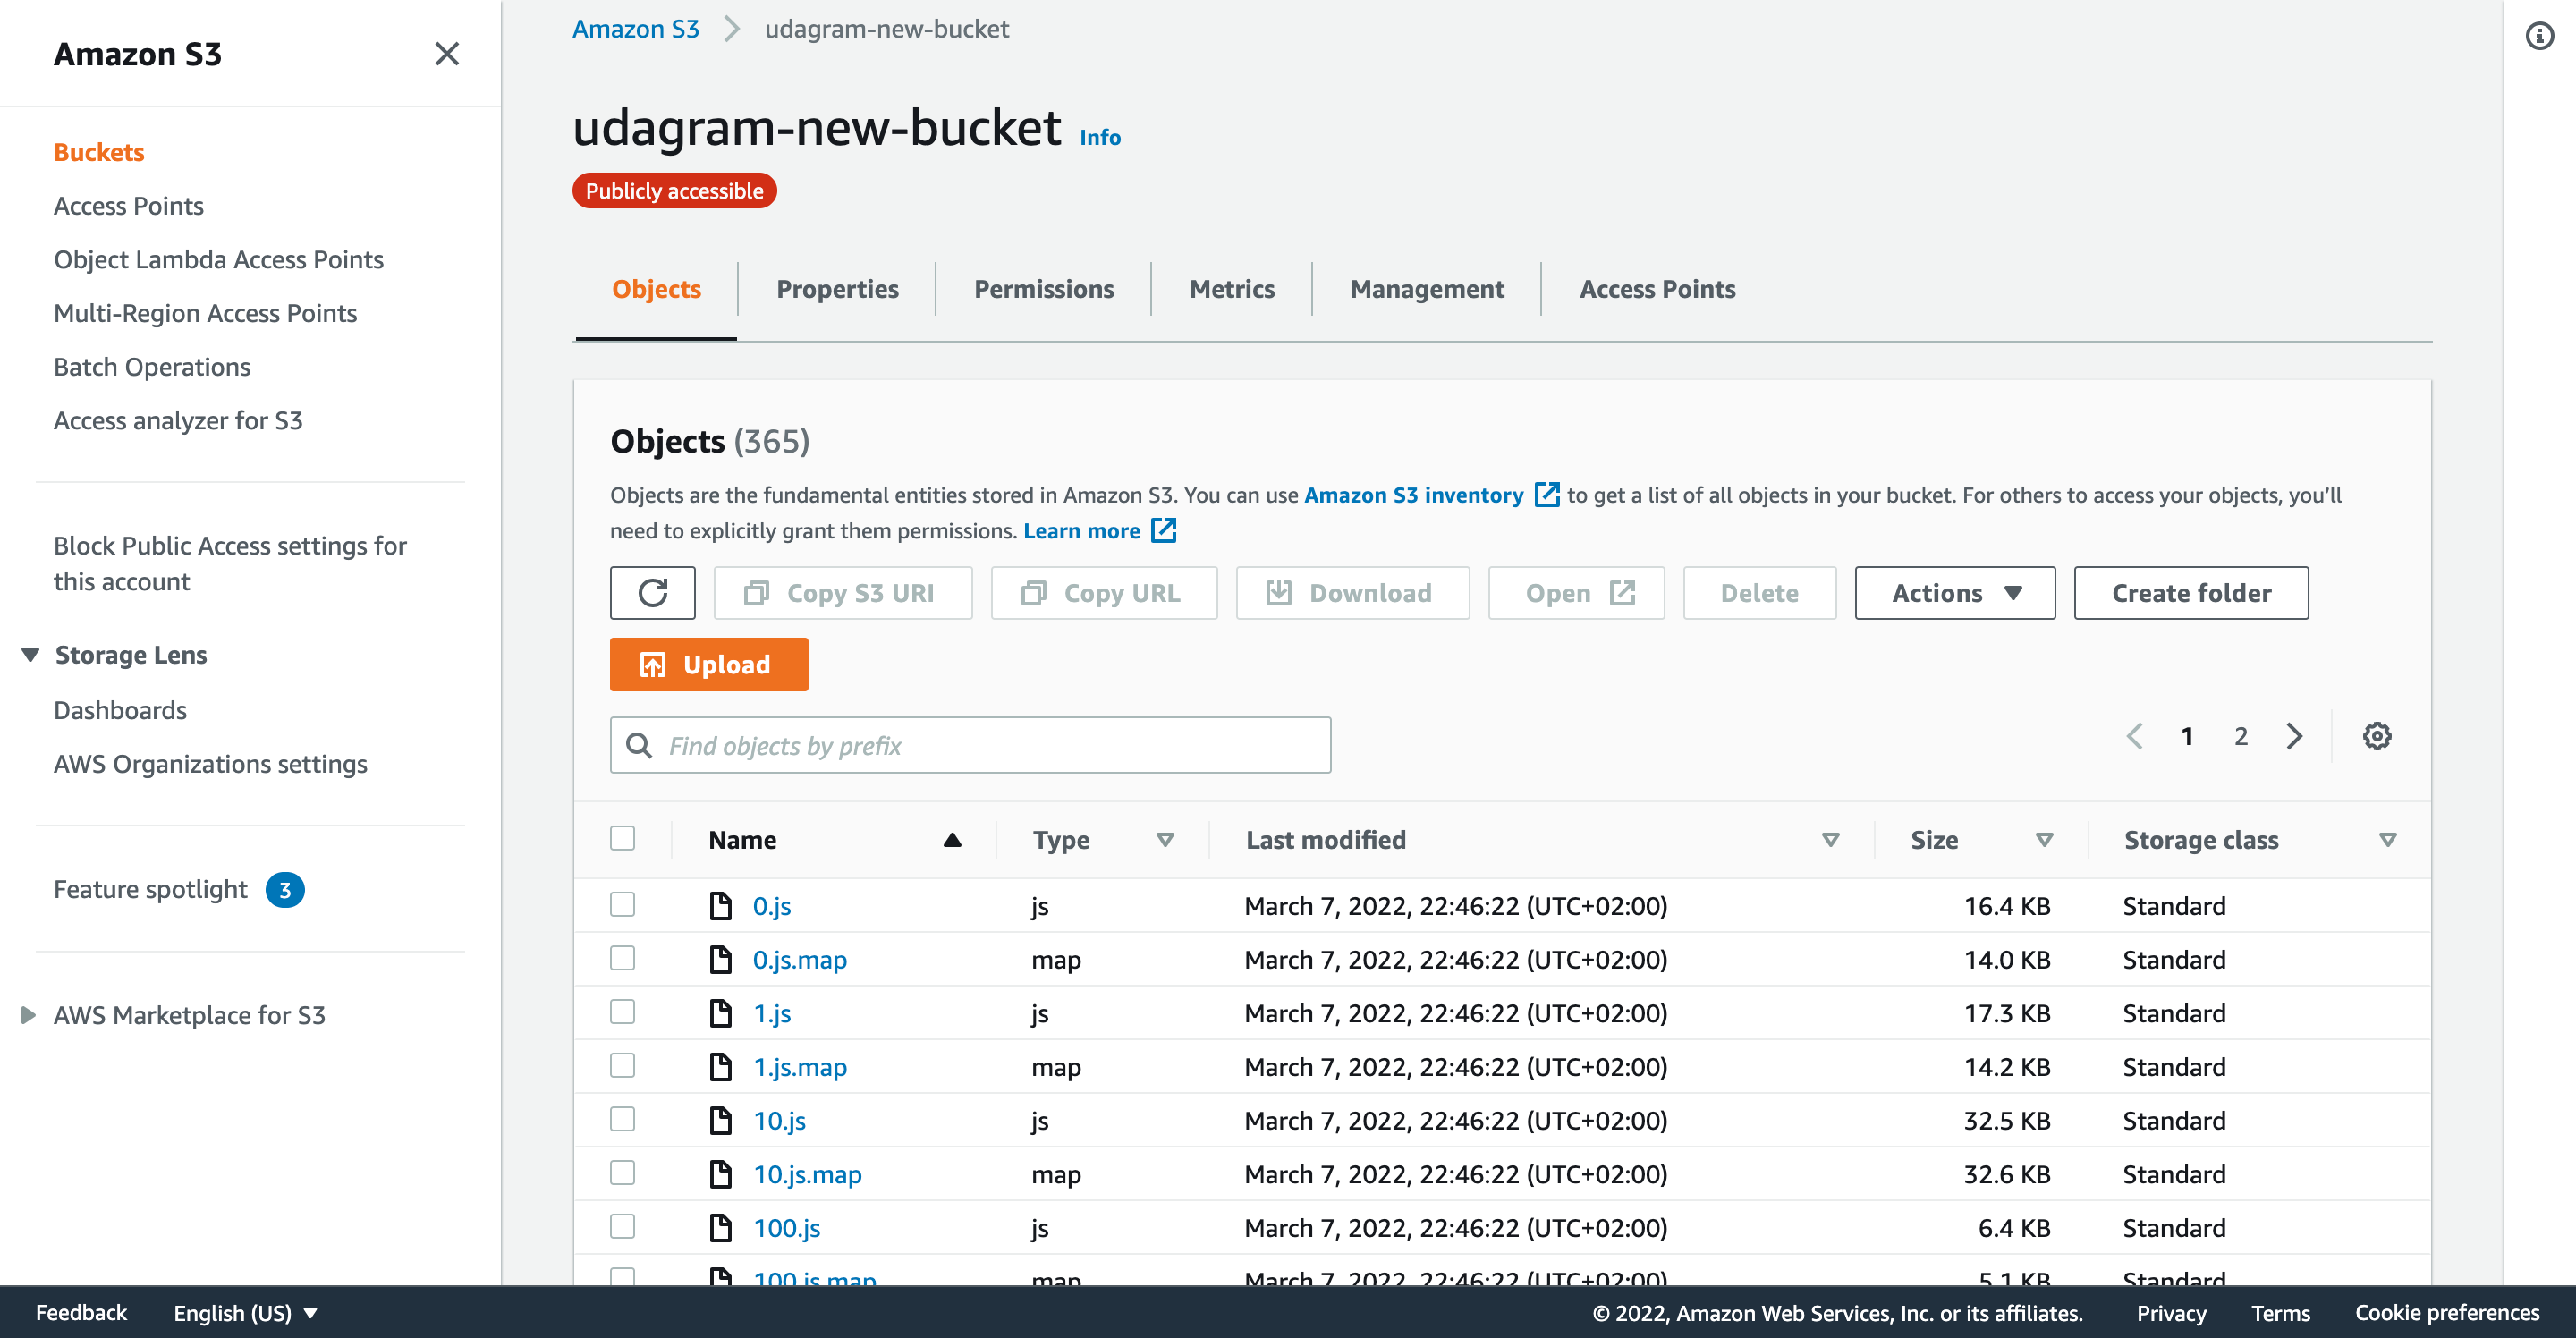 Amazon S3
Buckets
Access Points
Object Lambda Access Points
Multi-Region Access Points
Batch Operations
Access analyzer for S3
Block Public Access settings for
this account
Storage Lens
Dashboards
AWS Organizations settings
Feature spotlight 3
AWS Marketplace for S3
Amazon S3 udagram-new-bucket
udagram-new-bucket Info
Publicly accessible
Objects Properties Permissions Metrics Management Access Points
Objects (365)
Objects are the fundamental entities stored in Amazon S3. You can use Amazon S3 inventory to get a list of all objects in your bucket. For others to access your objects, you’ll
need to explicitly grant them permissions. Learn more
Copy S3 URI Copy URL Download Open Delete Actions Create folder
Upload
Find objects by prefix 1 2
Name Type Last modified Size Storage class
0.js js March 7, 2022, 22:46:22 (UTC+02:00) 16.4 KB Standard
0.js.map map March 7, 2022, 22:46:22 (UTC+02:00) 14.0 KB Standard
1.js js March 7, 2022, 22:46:22 (UTC+02:00) 17.3 KB Standard
1.js.map map March 7, 2022, 22:46:22 (UTC+02:00) 14.2 KB Standard
10.js js March 7, 2022, 22:46:22 (UTC+02:00) 32.5 KB Standard
10.js.map map March 7, 2022, 22:46:22 (UTC+02:00) 32.6 KB Standard
100.js js March 7, 2022, 22:46:22 (UTC+02:00) 6.4 KB Standard
100.js.map map March 7, 2022, 22:46:22 (UTC+02:00) 5.1 KB Standard
Feedback English (US) © 2022, Amazon Web Services, Inc. or its affiliates. Privacy Terms Cookie preferences